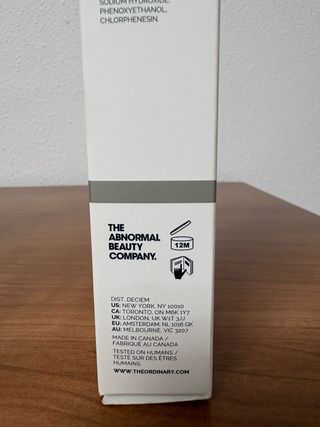 SODIUM HYDROXIDE,
PHENOXYETHANOL,
CHLORPHENESIN.
THE
ABNORMAL
BEAUTY
COMPANY.
12M
DIST. DECIEM
US: NEW YORK, NY 10010
CA: TORONTO, ON M6K 1Y7
UK: LONDON, UK W1T 3JJ
EU: AMSTERDAM, NL 1016 GK
AU: MELBOURNE, VIC 3207
MADE IN CANADA /
FABRIQUÉ AU CANADA
TESTED ON HUMANS /
TESTÉ SUR DES ÊTRES
HUMAINS.
WWW.THEORDINARY.COM